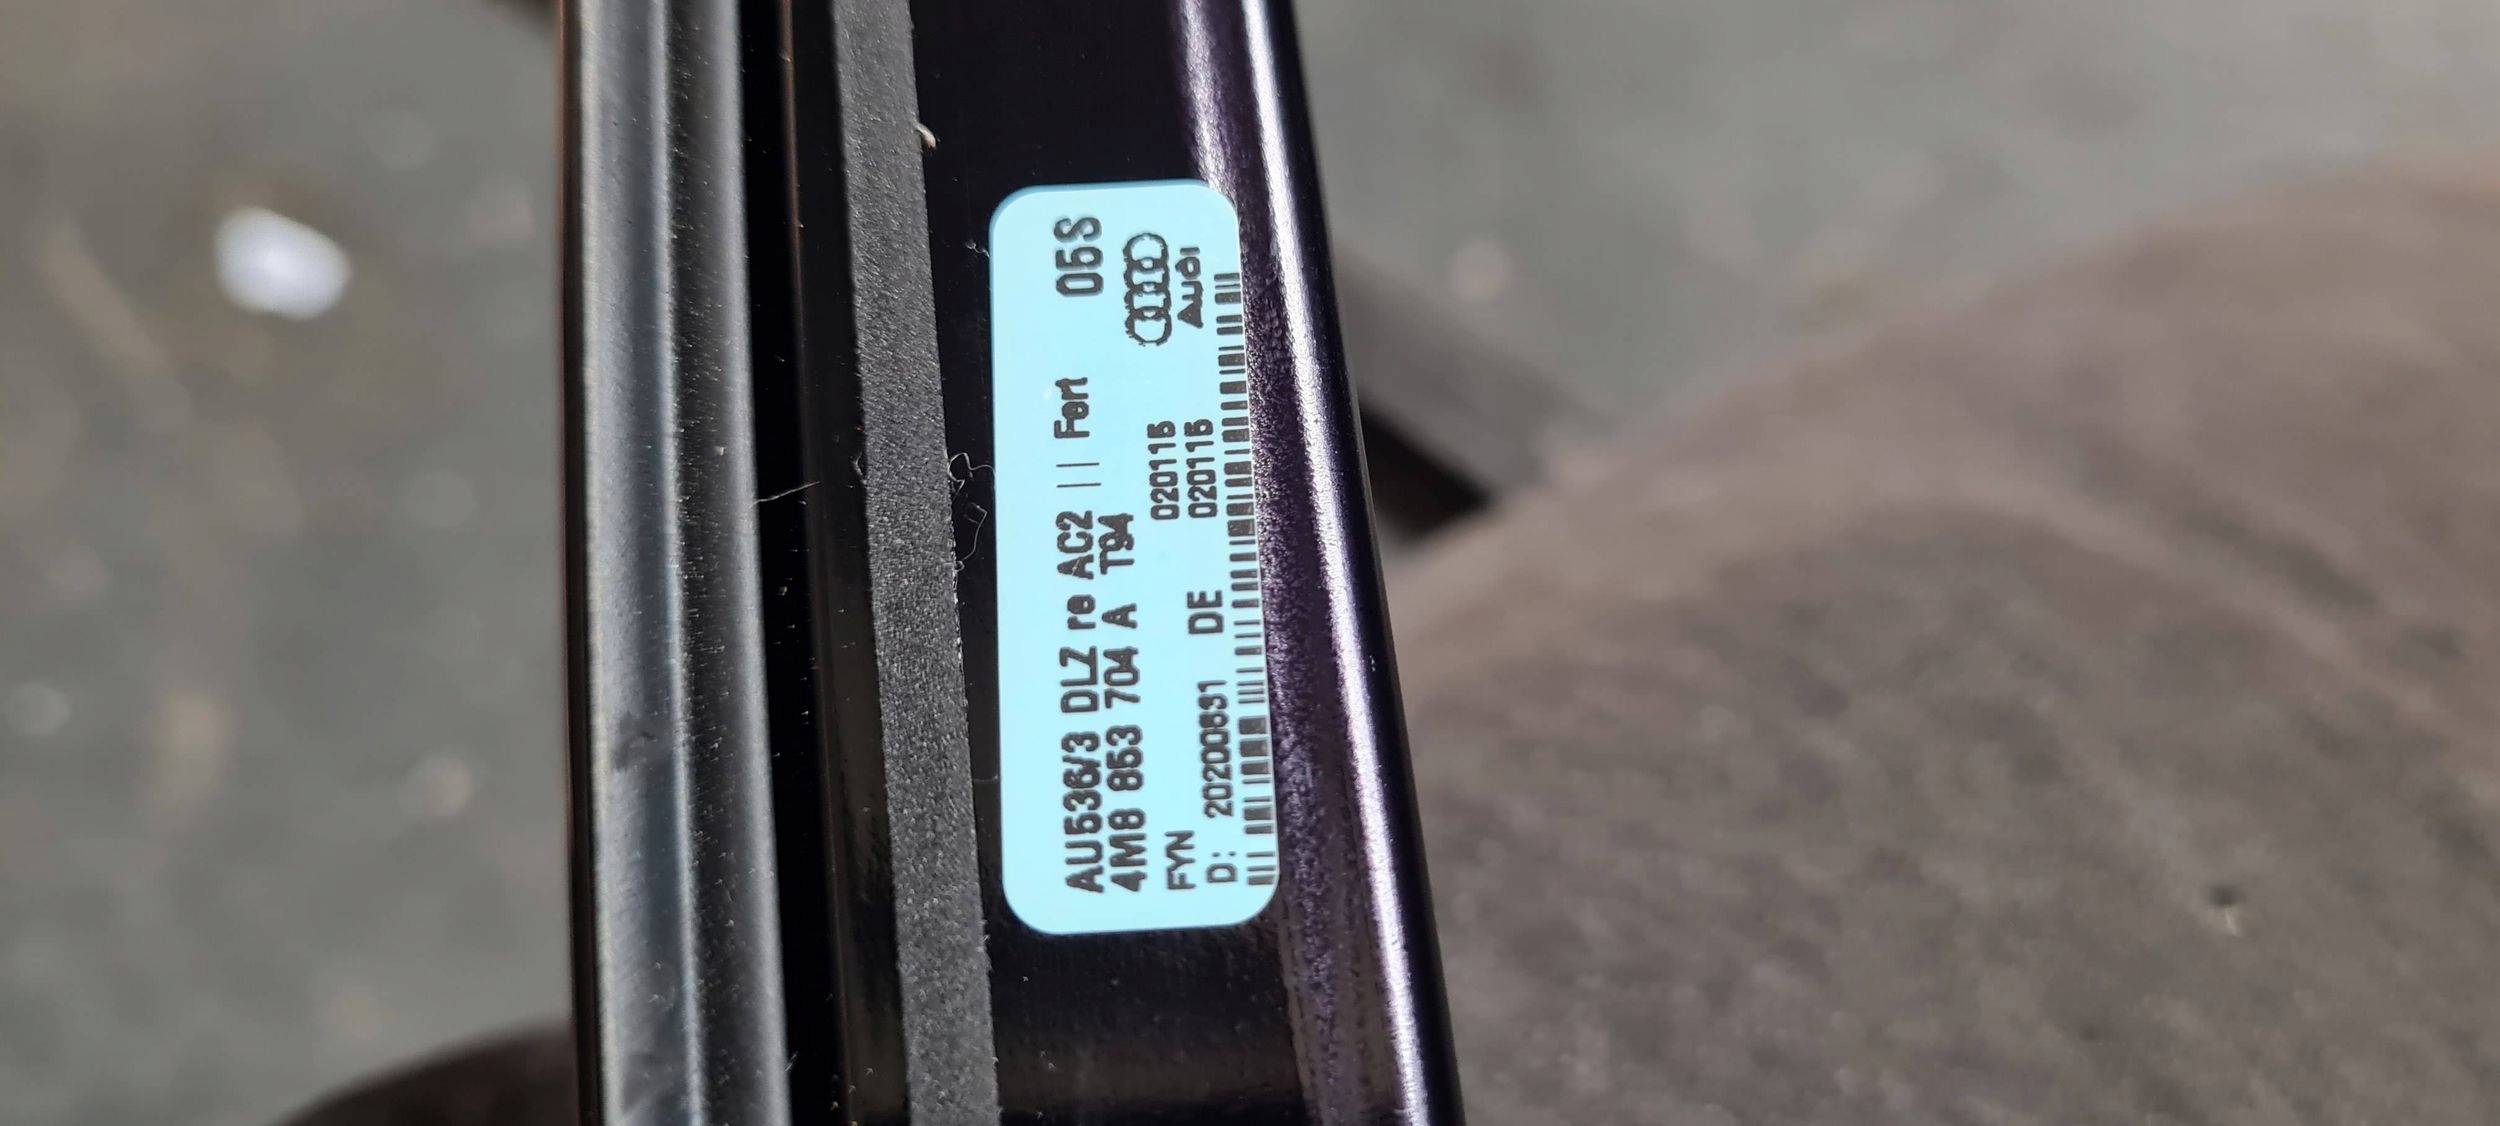 AU536/3 DLZ re AC2 || Fert 05S
4M8 853 704 A T94
FYN 020115
D: 20200831 DE 020115
Audi